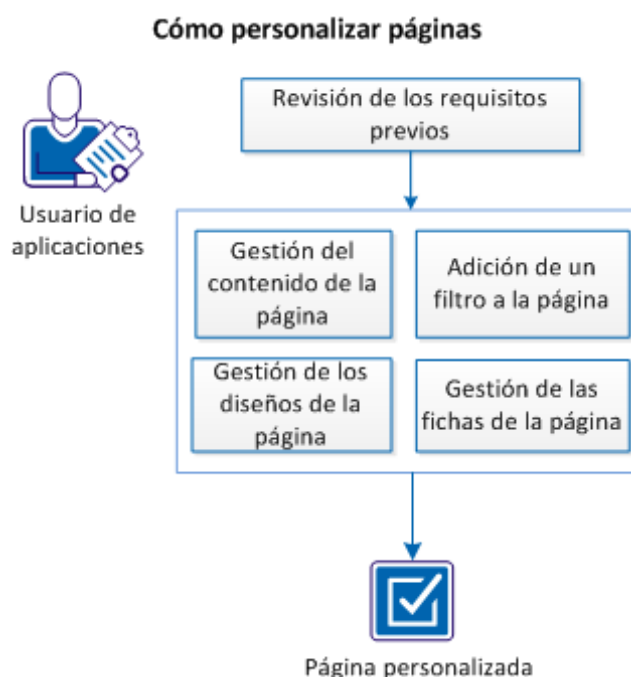 Cómo personalizar páginas
Revisión de los requisitos
previos
Usuario de
aplicaciones
Gestión del
contenido de la
página
Adición de un
filtro a la página
Gestión de los
diseños de la
página
Gestión de las
fichas de la página
Página personalizada